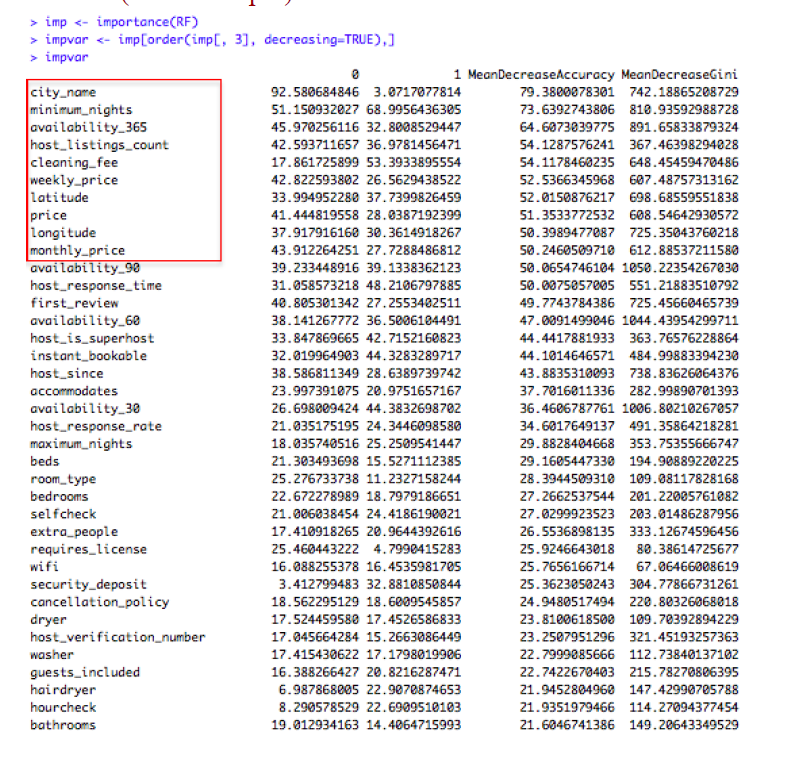 > imp <- importance(RF)
> impvar <- imp[order(imp[, 3], decreasing=TRUE),]
> impvar
0 1 MeanDecreaseAccuracy MeanDecreaseGini
city_name 92.580684846 3.0717077814 79.3800078301 742.18865208729
minimum_nights 51.150932027 68.9956436305 73.6392743806 810.93592988728
availability_365 45.970256116 32.8008529447 64.6073039775 891.65833879324
host_listings_count 42.593711657 36.9781456471 54.1287576241 367.46398294028
cleaning_fee 17.861725899 53.3933895554 54.1178460235 648.45459470486
weekly_price 42.822593802 26.5629438522 52.5366345968 607.48757313162
latitude 33.994952280 37.7399826459 52.0150876217 698.68559551838
price 41.444819558 28.0387192399 51.3533772532 608.54642930572
longitude 37.917916160 30.3614918267 50.3989477087 725.35043760218
monthly_price 43.912264251 27.7288486812 50.2460509710 612.88537211580
availability_90 39.233448916 39.1338362123 50.0654746104 1050.22354267030
host_response_time 31.058573218 48.2106797885 50.0075057005 551.21883510792
first_review 40.805301342 27.2553402511 49.7743784386 725.45660465739
availability_60 38.141267772 36.5006104491 47.0091499046 1044.43954299711
host_is_superhost 33.847869665 42.7152160823 44.4417881933 363.76576228864
instant_bookable 32.019964903 44.3283289717 44.1014646571 484.99883394230
host_since 38.586811349 28.6389739742 43.8835310093 738.83626064376
accommodates 23.997391075 20.9751657167 37.7016011336 282.99890701393
availability_30 26.698009424 44.3832698702 36.4606787761 1006.80210267057
host_response_rate 21.035175195 24.3446098580 34.6017649137 491.35864218281
maximum_nights 18.035740516 25.2509541447 29.8828404668 353.75355666747
beds 21.303493698 15.5271112385 29.1605447330 194.90889220225
room_type 25.276733738 11.2327158244 28.3944509310 109.08117828168
bedrooms 22.672278989 18.7979186651 27.2662537544 201.22005761082
selfcheck 21.006038454 24.4186190021 27.0299923523 203.01486287956
extra_people 17.410918265 20.9644392616 26.5536898135 333.12674596456
requires_license 25.460443222 4.7990415283 25.9246643018 80.38614725677
wifi 16.088255378 16.4535981705 25.7656166714 67.06466008619
security_deposit 3.412799483 32.8810850844 25.3623050243 304.77866731261
cancellation_policy 18.562295129 18.6009545857 24.9480517494 220.80326068018
dryer 17.524459580 17.4526586833 23.8100618500 109.70392894229
host_verification_number 17.045664284 15.2663086449 23.2507951296 321.45193257363
washer 17.415430622 17.1798019906 22.7999085666 112.73840137102
guests_included 16.388266427 20.8216287471 22.7422670403 215.78270806395
hairdryer 6.987868005 22.9070874653 21.9452804960 147.42990705788
hourcheck 8.290578529 22.6909510103 21.9351979466 114.27094377454
bathrooms 19.012934163 14.4064715993 21.6046741386 149.20643349529